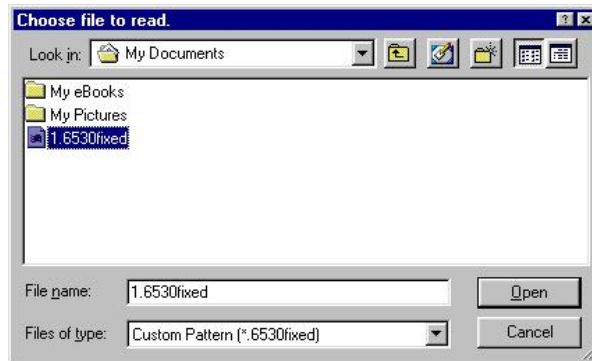 Choose file to read.
Look in: My Documents
My eBooks
My Pictures
1.6530fixed
File name: 1.6530fixed Open
Files of type: Custom Pattern (*.6530fixed) Cancel